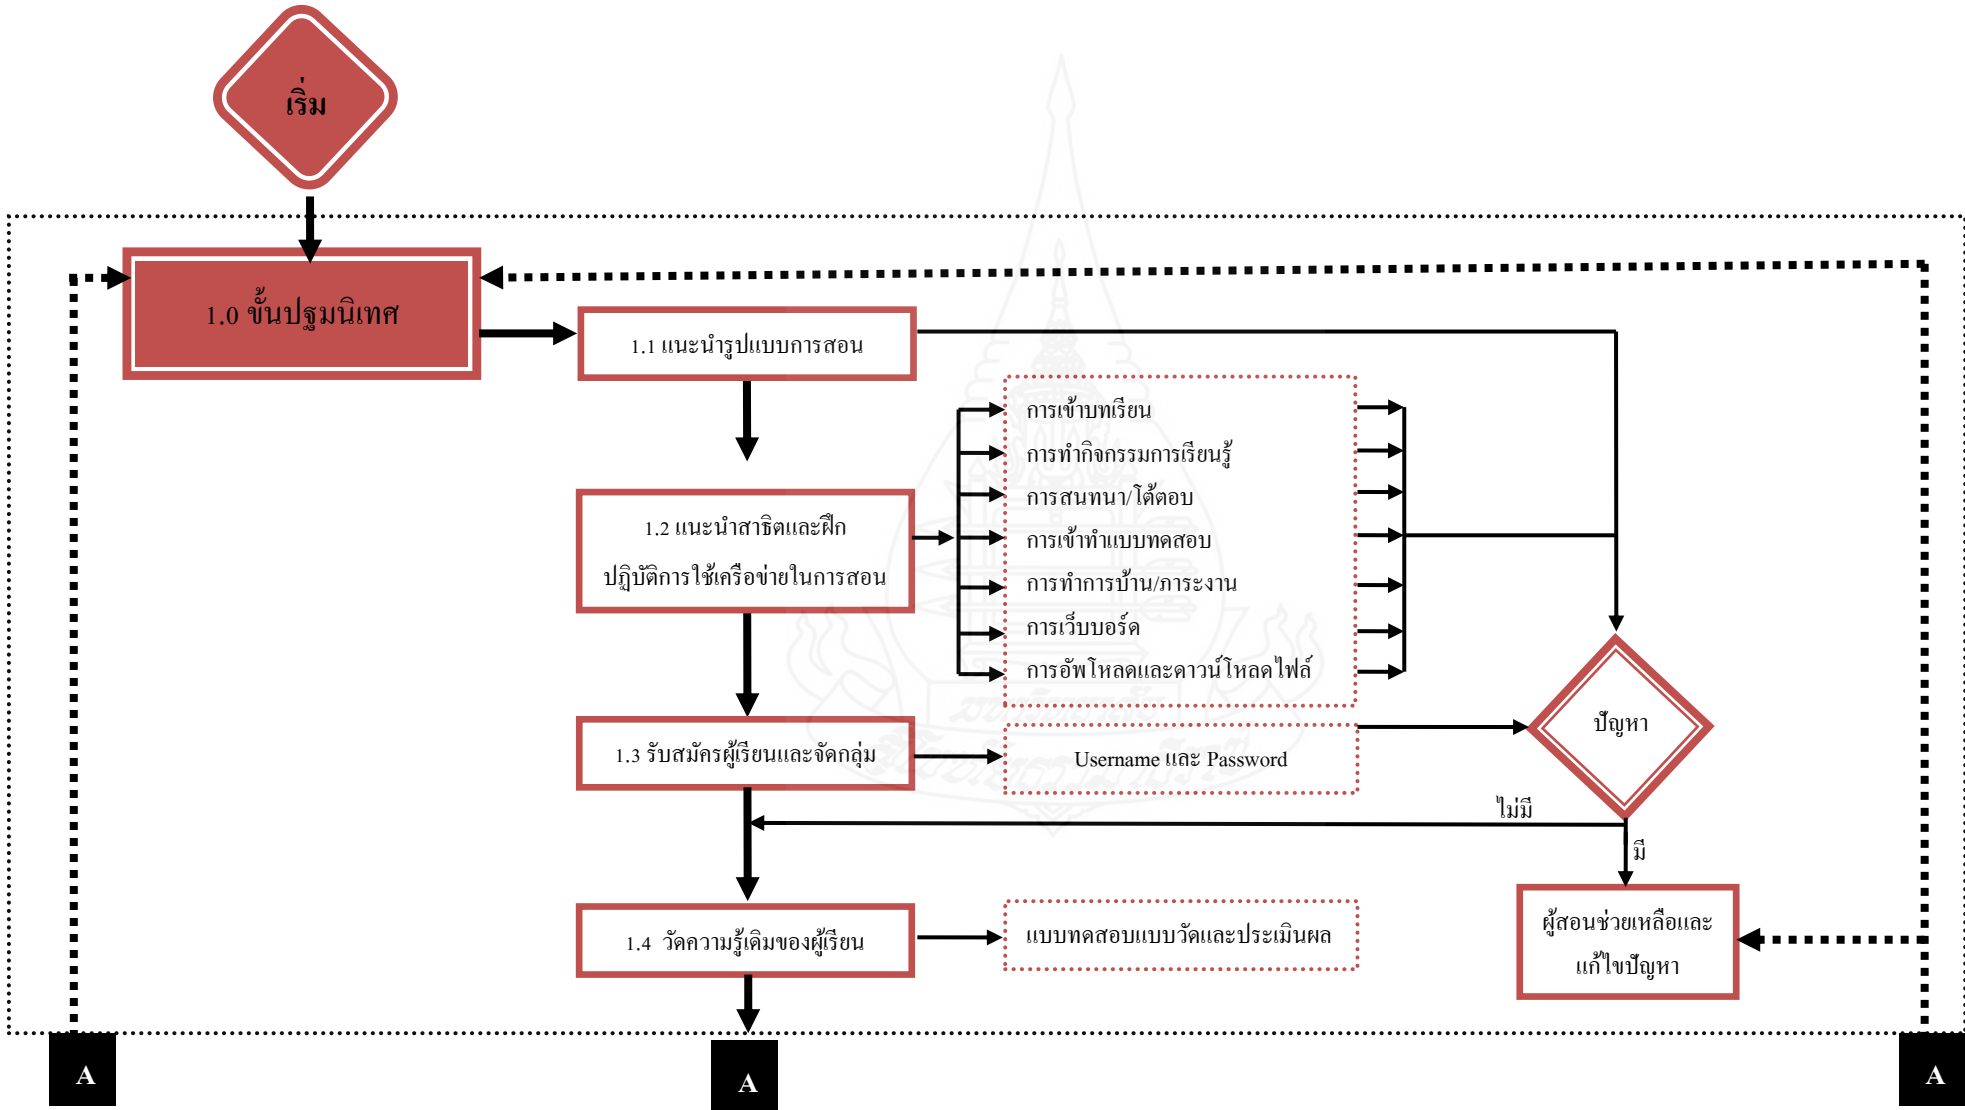 เริ่ม
1.0 ขั้นปฐมนิเทศ
1.1 แนะนำรูปแบบการสอน
การเข้าบทเรียน
การทำกิจกรรมการเรียนรู้
การสนทนา/โต้ตอบ
การเข้าทำแบบทดสอบ
การทำการบ้าน/ภาระงาน
การเว็บบอร์ด
การอัพโหลดและดาวน์โหลดไฟล์
1.2 แนะนำสาธิตและฝึก
ปฏิบัติการใช้เครือข่ายในการสอน
1.3 รับสมัครผู้เรียนและจัดกลุ่ม
Username และ Password
ปัญหา
ไม่มี
มี
1.4 วัดความรู้เดิมของผู้เรียน
แบบทดสอบแบบวัดและประเมินผล
ผู้สอนช่วยเหลือและ
แก้ไขปัญหา
A
A
A